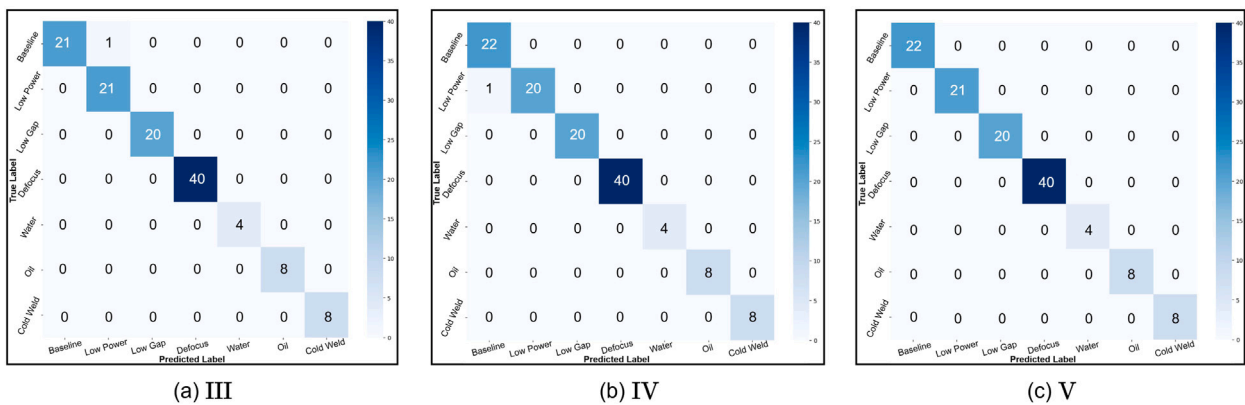 Baseline 21 1 0 0 0 0 0
Low Power 0 21 0 0 0 0 0
Low Gap 0 0 20 0 0 0 0
Defocus 0 0 0 40 0 0 0
Water 0 0 0 0 4 0 0
Oil 0 0 0 0 0 8 0
Cold Weld 0 0 0 0 0 0 8
True Label
Baseline Low Power Low Gap Defocus Water Oil Cold Weld
Predicted Label
40
35
30
25
20
15
10
5
0
(a) III
Baseline 22 0 0 0 0 0 0
Low Power 1 20 0 0 0 0 0
Low Gap 0 0 20 0 0 0 0
Defocus 0 0 0 40 0 0 0
Water 0 0 0 0 4 0 0
Oil 0 0 0 0 0 8 0
Cold Weld 0 0 0 0 0 0 8
True Label
Baseline Low Power Low Gap Defocus Water Oil Cold Weld
Predicted Label
40
35
30
25
20
15
10
5
0
(b) IV
Baseline 22 0 0 0 0 0 0
Low Power 0 21 0 0 0 0 0
Low Gap 0 0 20 0 0 0 0
Defocus 0 0 0 40 0 0 0
Water 0 0 0 0 4 0 0
Oil 0 0 0 0 0 8 0
Cold Weld 0 0 0 0 0 0 8
True Label
Baseline Low Power Low Gap Defocus Water Oil Cold Weld
Predicted Label
40
35
30
25
20
15
10
5
0
(c) V